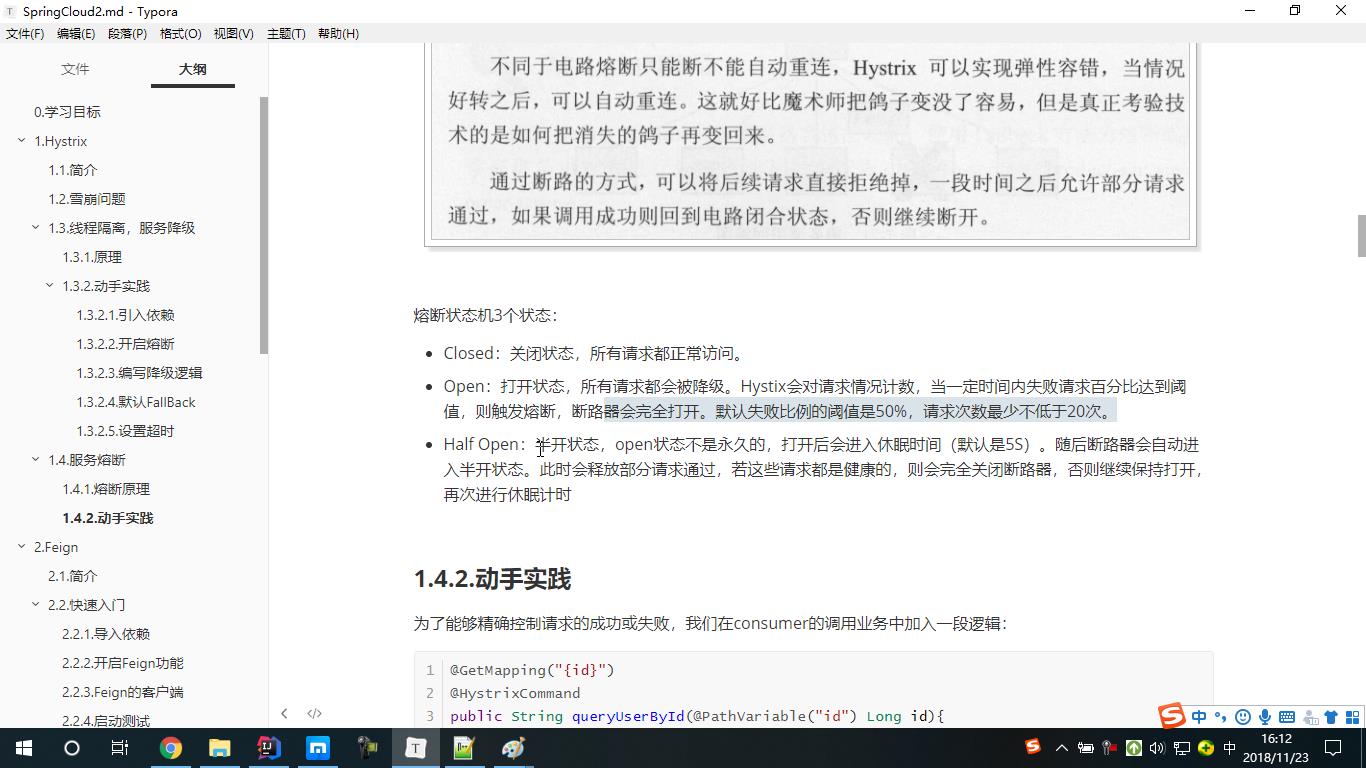 SpringCloud2.md - Typora
文件(F) 编辑(E) 段落(P) 格式(O) 视图(V) 主题(T) 帮助(H)
文件 大纲
0.学习目标
1.Hystrix
1.1.简介
1.2.雪崩问题
1.3.线程隔离，服务降级
1.3.1.原理
1.3.2.动手实践
1.3.2.1.引入依赖
1.3.2.2.开启熔断
1.3.2.3.编写降级逻辑
1.3.2.4.默认FallBack
1.3.2.5.设置超时
1.4.服务熔断
1.4.1.熔断原理
1.4.2.动手实践
2.Feign
2.1.简介
2.2.快速入门
2.2.1.导入依赖
2.2.2.开启Feign功能
2.2.3.Feign的客户端
2.2.4.启动测试
不同于电路熔断只能断不能自动重连，Hystrix 可以实现弹性容错，当情况
好转之后，可以自动重连。这就好比魔术师把鸽子变没了容易，但是真正考验技
术的是如何把消失的鸽子再变回来。
通过断路的方式，可以将后续请求直接拒绝掉，一段时间之后允许部分请求
通过，如果调用成功则回到电路闭合状态，否则继续断开。
熔断状态机3个状态：
Closed：关闭状态，所有请求都正常访问。
Open：打开状态，所有请求都会被降级。Hystix会对请求情况计数，当一定时间内失败请求百分比达到阈
值，则触发熔断，断路器会完全打开。默认失败比例的阈值是50%，请求次数最少不低于20次。
Half Open：半开状态，open状态不是永久的，打开后会进入休眠时间（默认是5S）。随后断路器会自动进
入半开状态。此时会释放部分请求通过，若这些请求都是健康的，则会完全关闭断路器，否则继续保持打开，
再次进行休眠计时
1.4.2.动手实践
为了能够精确控制请求的成功或失败，我们在consumer的调用业务中加入一段逻辑：
1 @GetMapping("{id}")
2 @HystrixCommand
3 public String queryUserById(@PathVariable("id") Long id){
中
中
16:12
2018/11/23